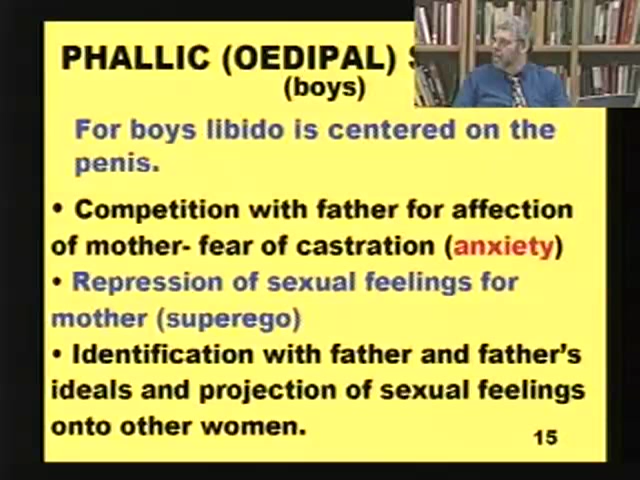 PHALLIC (OEDIPAL)
(boys)
For boys libido is centered on the
penis.
• Competition with father for affection
of mother- fear of castration (anxiety)
• Repression of sexual feelings for
mother (superego)
• Identification with father and father's
ideals and projection of sexual feelings
onto other women.
15